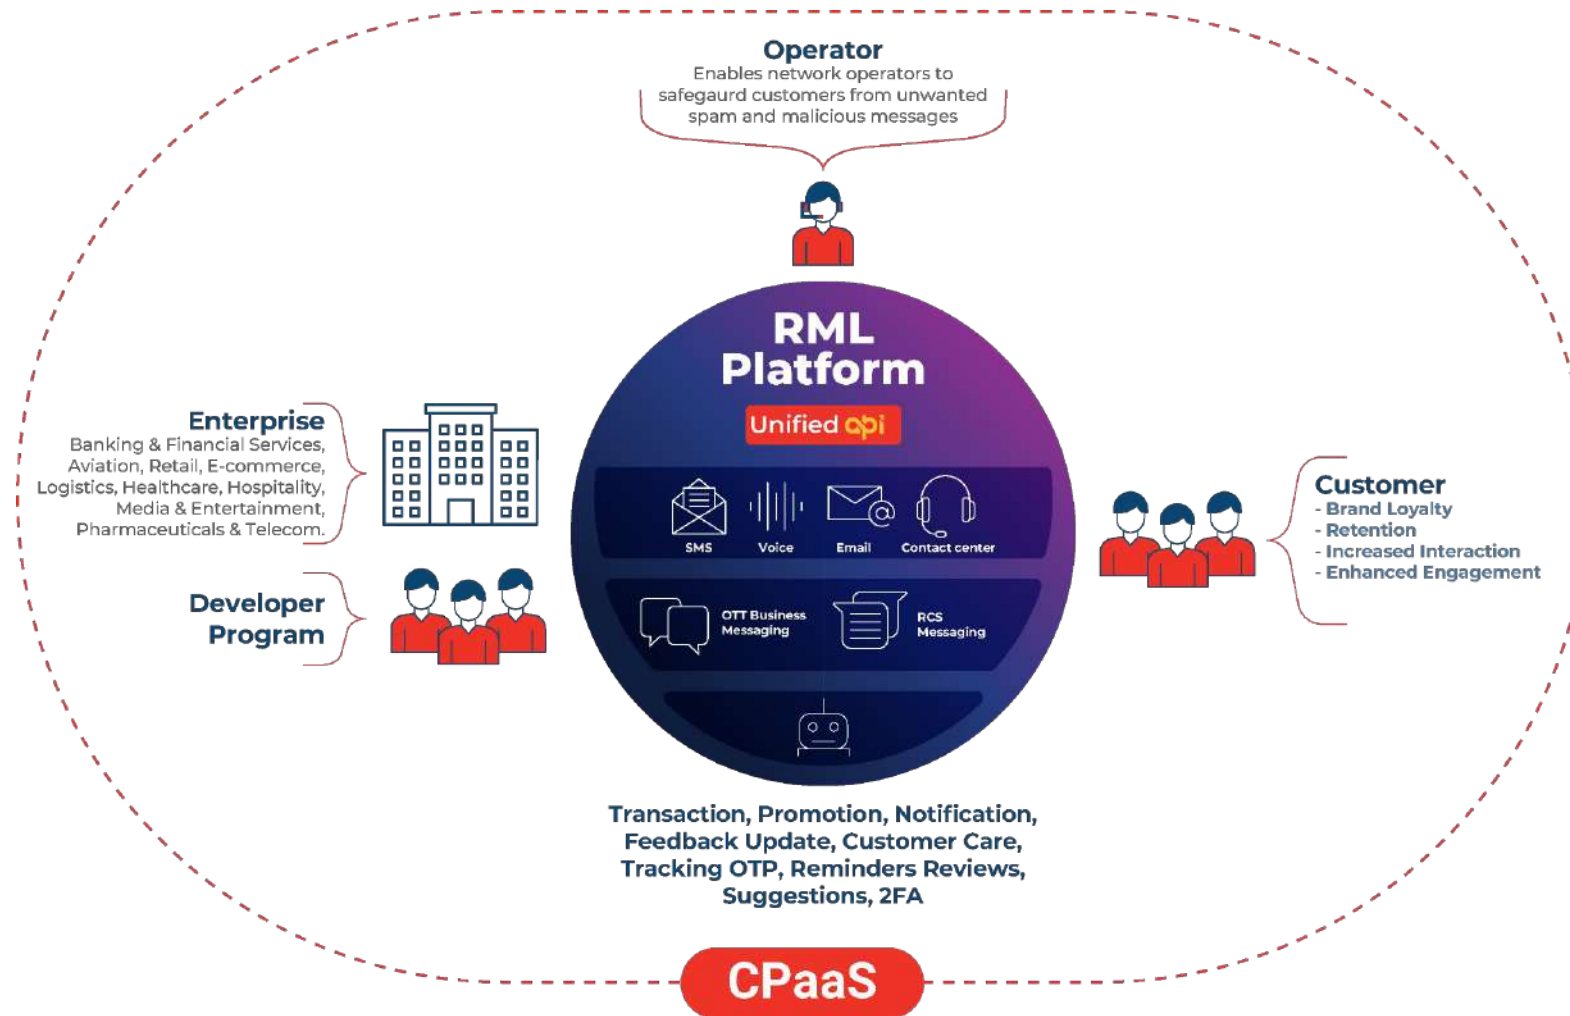 Operator
Enables network operators to
safegaurd customers from unwanted
spam and malicious messages
RML
Platform
Unified api
Enterprise
Banking & Financial Services,
Aviation, Retail, E-commerce,
Logistics, Healthcare, Hospitality,
Media & Entertainment,
Pharmaceuticals & Telecom.
Developer
Program
SMS
Voice
Email
Contact center
OTT Business
Messaging
RCS
Messaging
Customer
- Brand Loyalty
- Retention
- Increased Interaction
- Enhanced Engagement
Transaction, Promotion, Notification,
Feedback Update, Customer Care,
Tracking OTP, Reminders Reviews,
Suggestions, 2FA
CPaaS